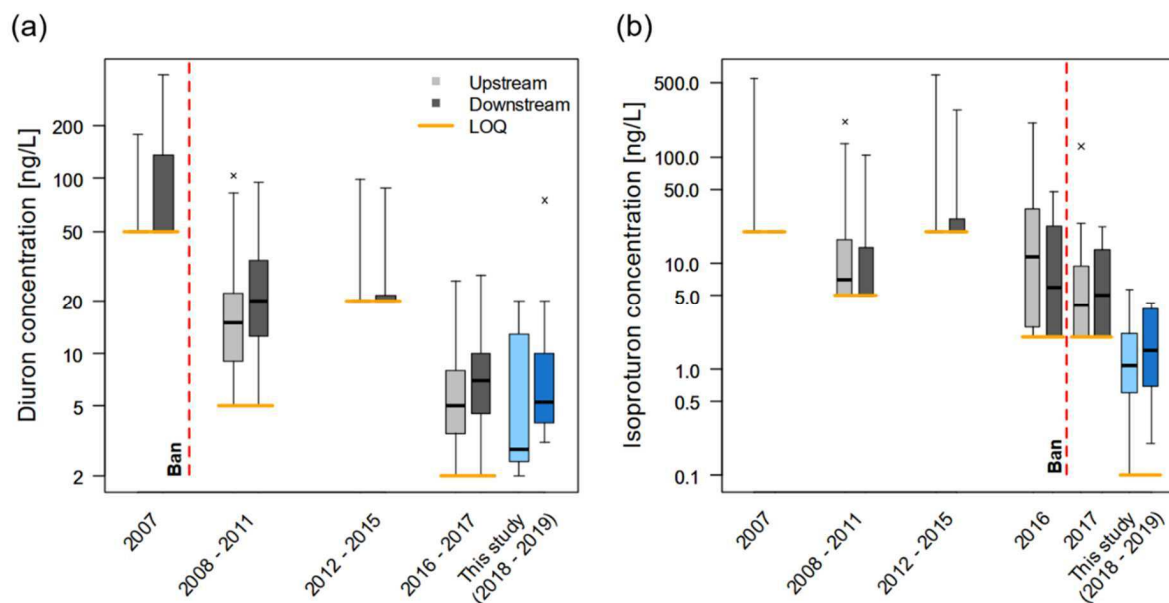 (a)
Diuron concentration [ng/L]
200
100
50
20
10
5
2
Upstream
Downstream
LOQ
Ban
2007
2008 - 2011
2012 - 2015
2016 - 2017
This study
(2018 - 2019)
(b)
Isoproturon concentration [ng/L]
500.0
100.0
50.0
10.0
5.0
1.0
0.5
0.1
Ban
2007
2008 - 2011
2012 - 2015
2016
2017
This study
(2018 - 2019)